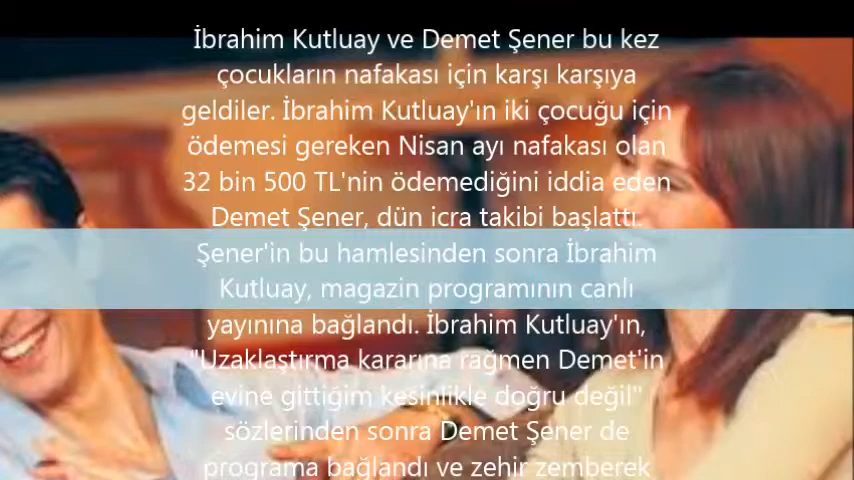 İbrahim Kutluay ve Demet Şener bu kez
çocukların nafakası için karşı karşıya
geldiler. İbrahim Kutluay'ın iki çocuğu için
ödemesi gereken Nisan ayı nafakası olan
32 bin 500 TL'nin ödemediğini iddia eden
Demet Şener, dün icra takibi başlattı.
Şener'in bu hamlesinden sonra İbrahim
Kutluay, magazin programının canlı
yayınına bağlandı. İbrahim Kutluay'ın,
"Uzaklaştırma kararına rağmen Demet'in
evine gittiğim kesinlikle doğru değil"
sözlerinden sonra Demet Şener de
programa bağlandı ve zehir zemberek